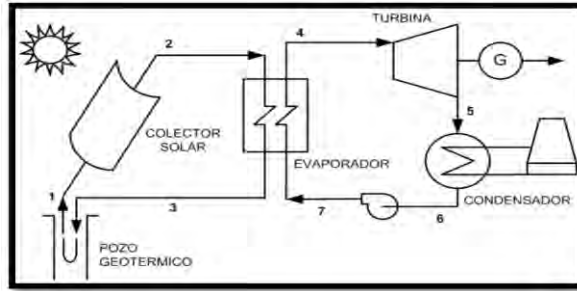 TURBINA
2
4
G
COLECTOR
SOLAR
5
EVAPORADOR
1
3
7
6
CONDENSADOR
POZO
GEOTERMICO